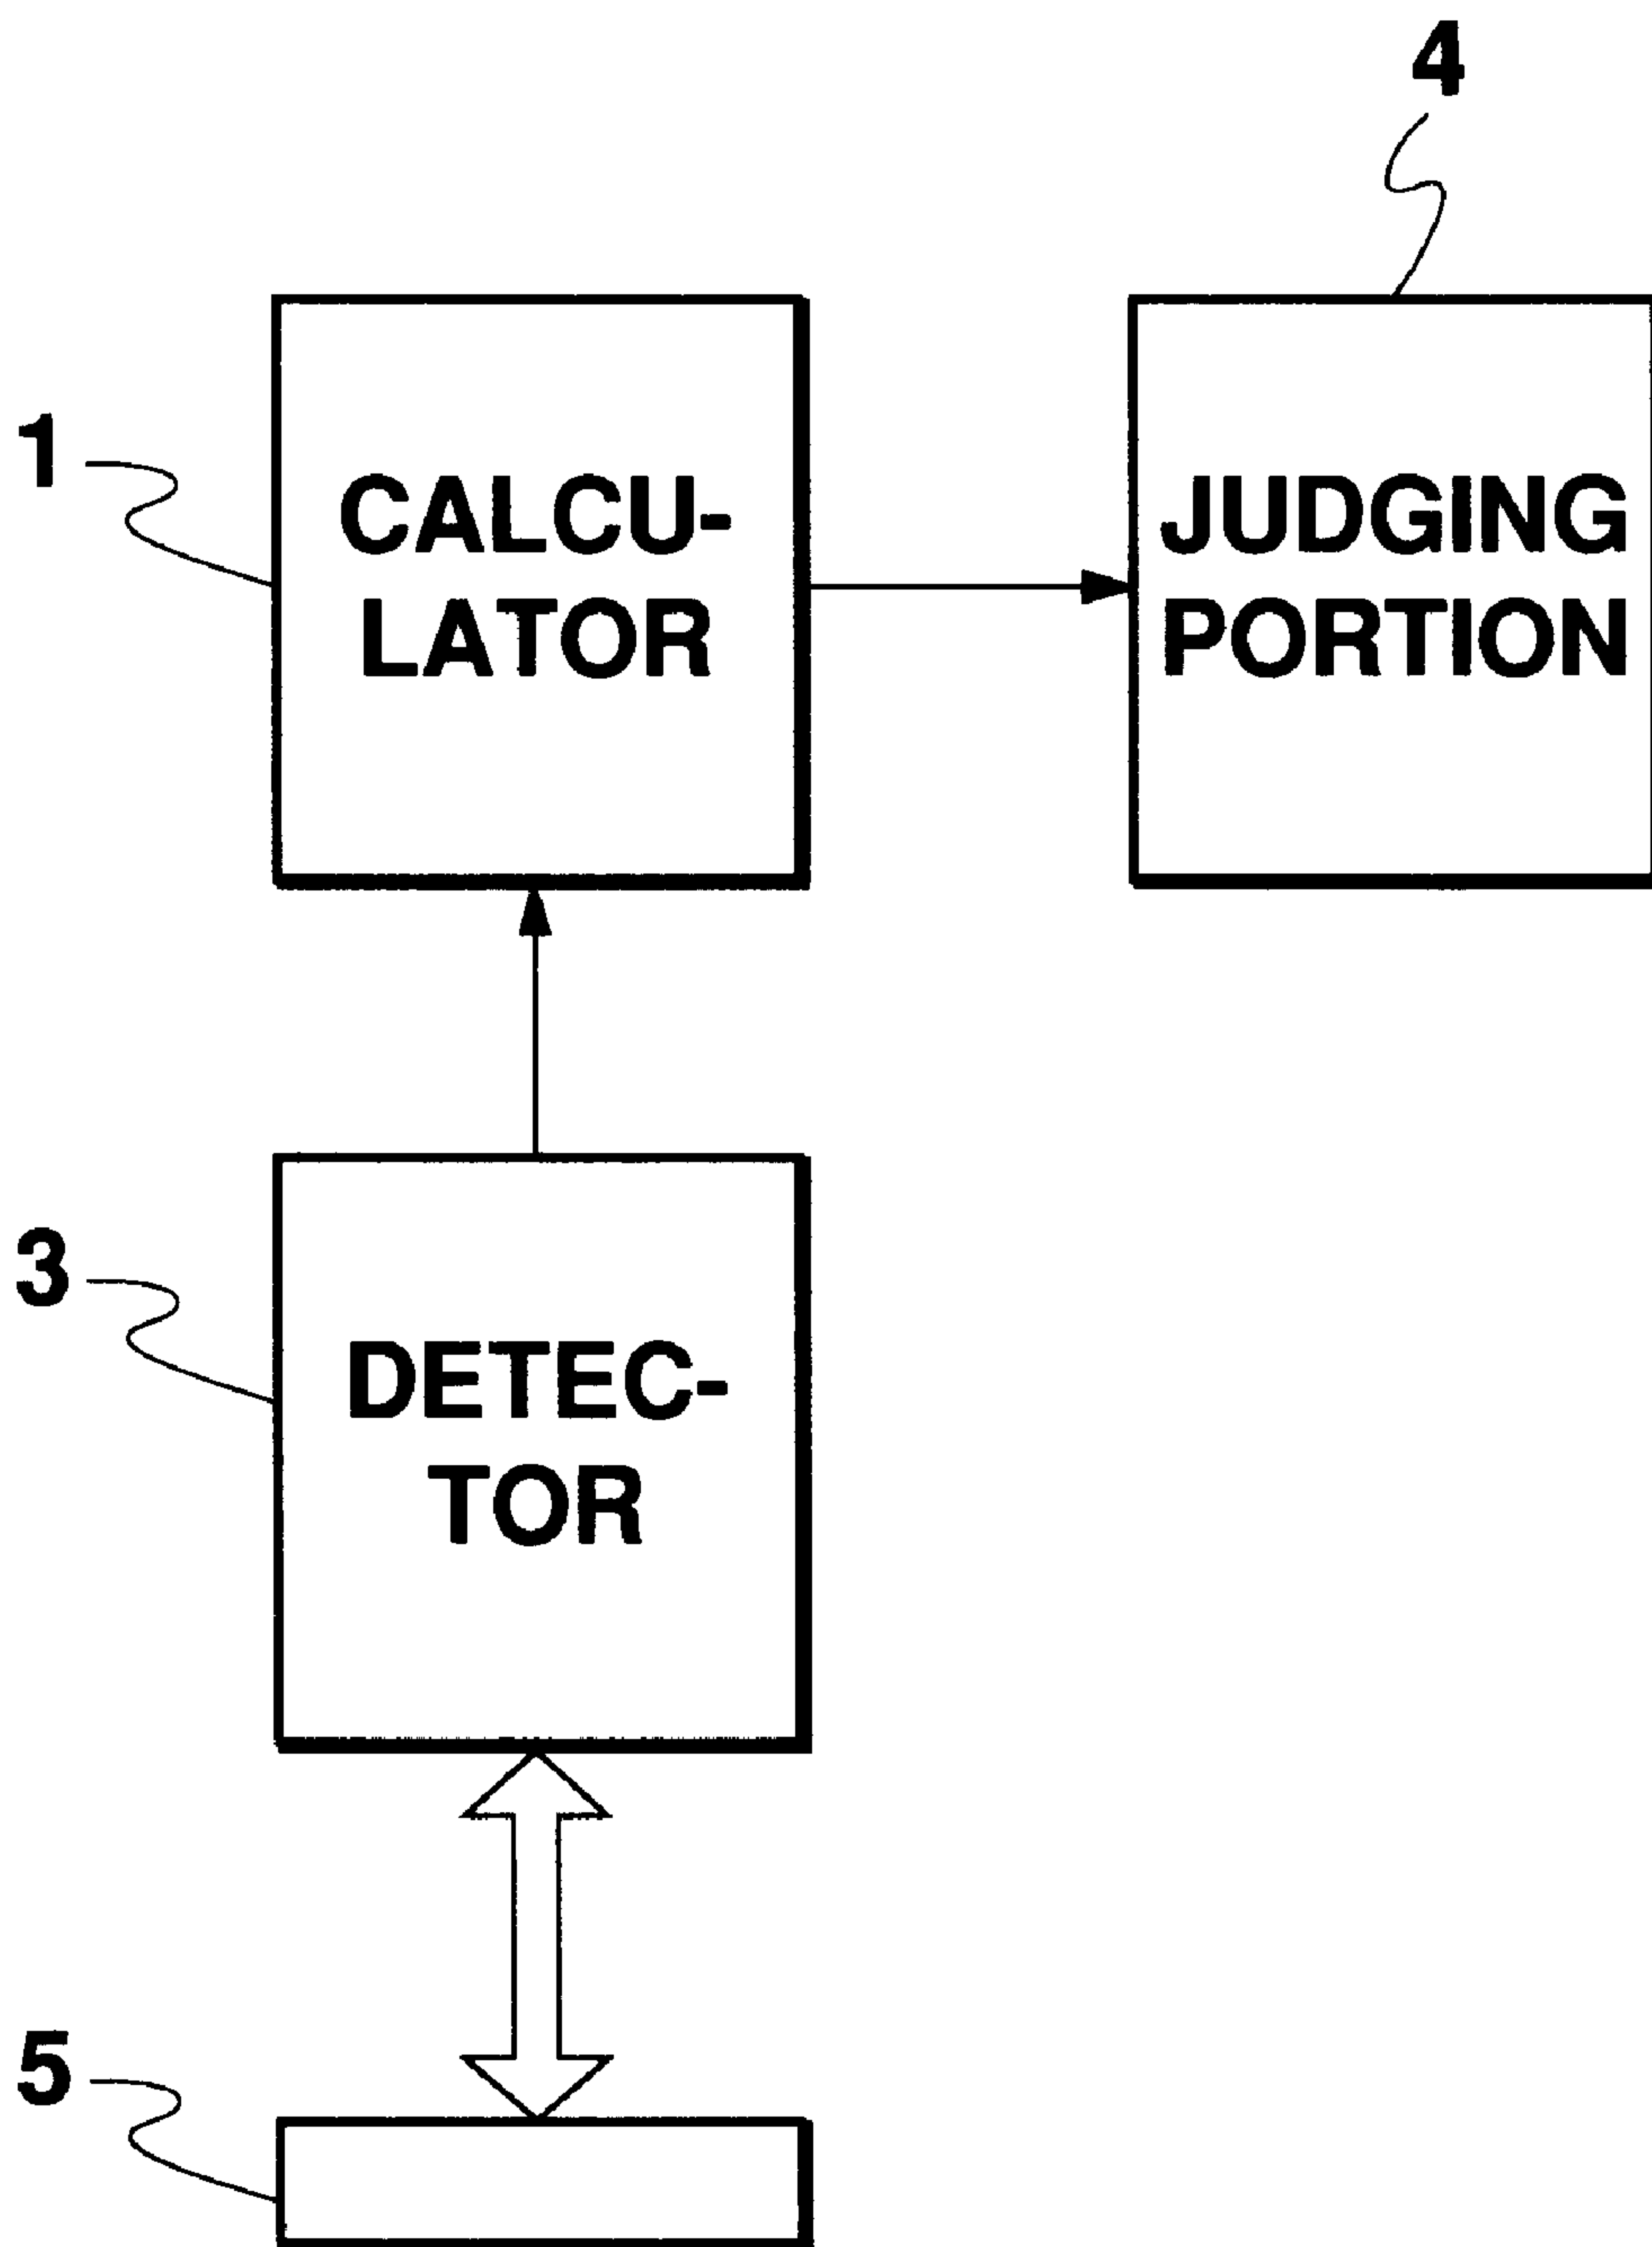 4
1
CALCU-
LATOR
JUDGING
PORTION
3
DETEC-
TOR
5